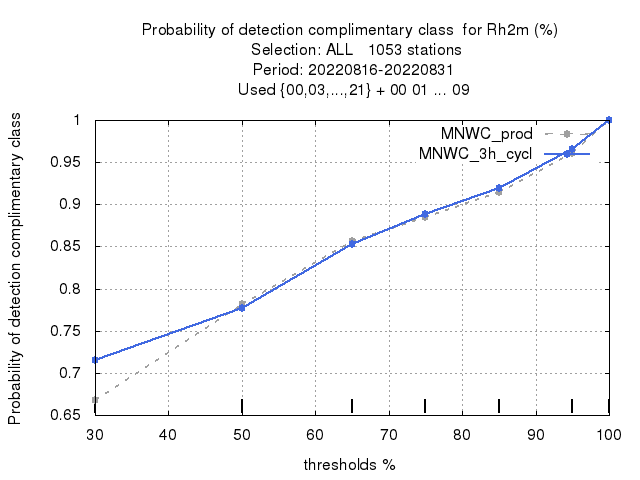 Probability of detection complimentary class  for Rh2m (%)
Selection: ALL   1053 stations
Period: 20220816-20220831
Used {00,03,...,21} + 00 01 ... 09
Probability of detection complimentary class
1
0.95
0.9
0.85
0.8
0.75
0.7
0.65
MNWC_prod
MNWC_3h_cycl
30 40 50 60 70 80 90 100
thresholds %